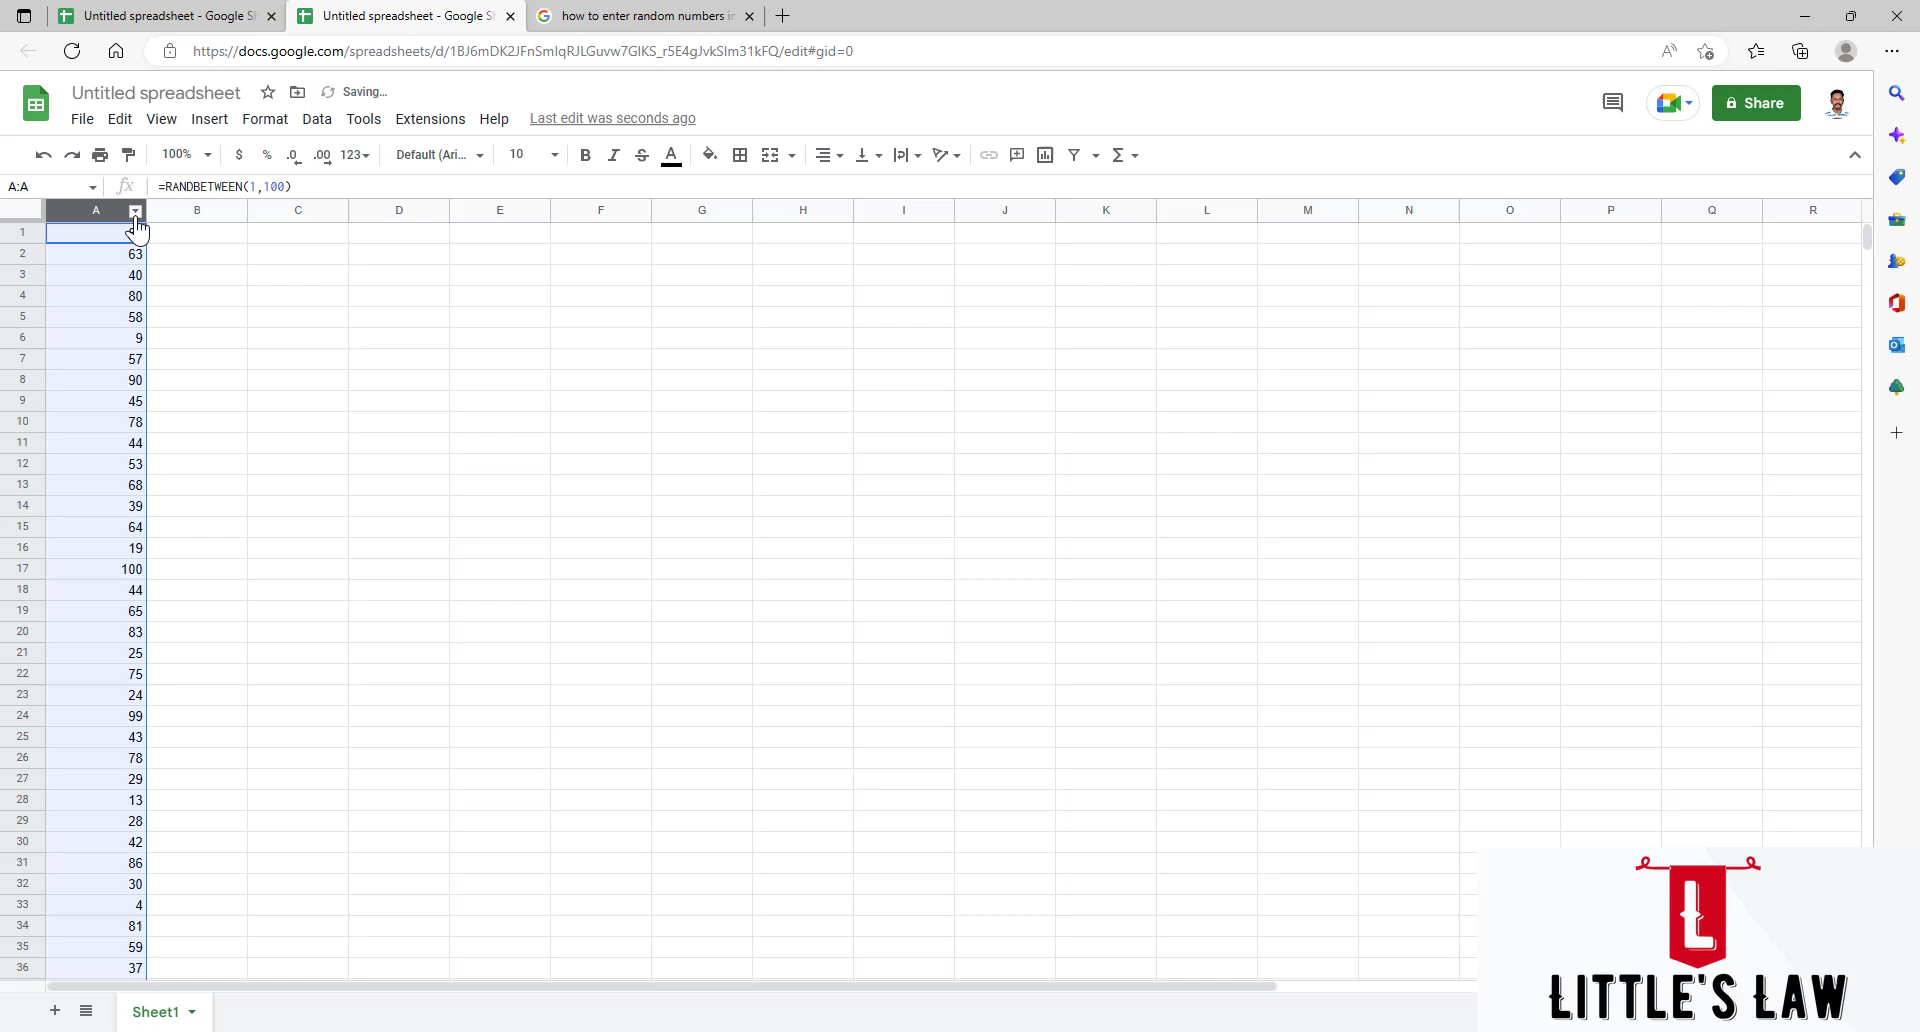 Untitled spreadsheet - Google S
Untitled spreadsheet - Google S
how to enter random numbers i
https://docs.google.com/spreadsheets/d/1BJ6mDK2JFnSmIqRJLGuvw7GIKS_r5E4gJvkSIm31kFQ/edit#gid=0
Untitled spreadsheet
Saving...
File Edit View Insert Format Data Tools Extensions Help Last edit was seconds ago
Share
100% $ % .0 .00 123 Default (Ari... 10 B I S A Σ
A:A fx =RANDBETWEEN(1,100)
A B C D E F G H I J K L M N O P Q R
1
2 63
3 40
4 80
5 58
6 9
7 57
8 90
9 45
10 78
11 44
12 53
13 68
14 39
15 64
16 19
17 100
18 44
19 65
20 83
21 25
22 75
23 24
24 99
25 43
26 78
27 29
28 13
29 28
30 42
31 86
32 30
33 4
34 81
35 59
36 37
Sheet1
L
LITTLE'S LAW